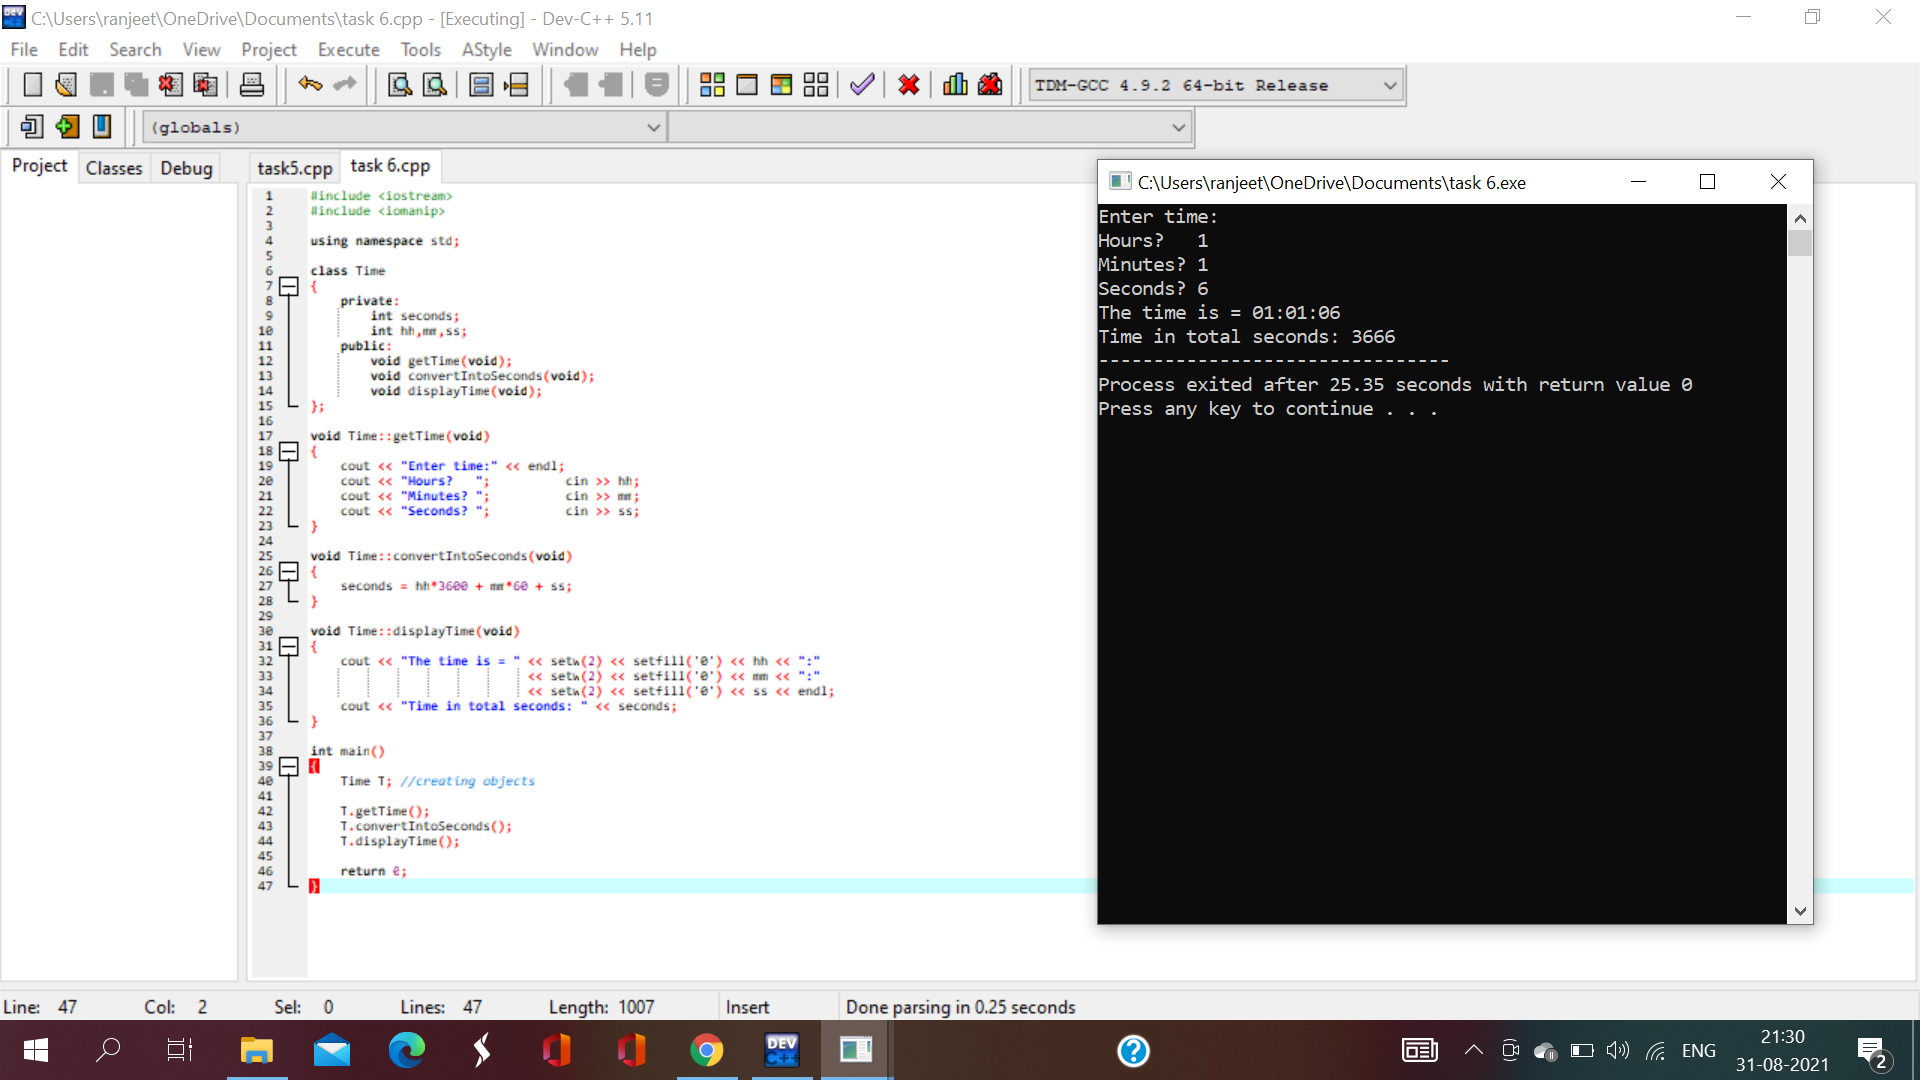 C:\Users\ranjeet\OneDrive\Documents\task 6.cpp - [Executing] - Dev-C++ 5.11
File Edit Search View Project Execute Tools AStyle Window Help
TDM-GCC 4.9.2 64-bit Release
(globals)
Project Classes Debug
task5.cpp task 6.cpp
1 #include <iostream>
2 #include <iomanip>
3
4 using namespace std;
5
6 class Time
7 {
8     private:
9         int seconds;
10         int hh,mm,ss;
11     public:
12         void getTime(void);
13         void convertIntoSeconds(void);
14         void displayTime(void);
15 };
16
17 void Time::getTime(void)
18 {
19     cout << "Enter time:" << endl;
20     cout << "Hours?   ";          cin >> hh;
21     cout << "Minutes? ";          cin >> mm;
22     cout << "Seconds? ";          cin >> ss;
23 }
24
25 void Time::convertIntoSeconds(void)
26 {
27     seconds = hh*3600 + mm*60 + ss;
28 }
29
30 void Time::displayTime(void)
31 {
32     cout << "The time is = " << setw(2) << setfill('0') << hh << ":"
33                              << setw(2) << setfill('0') << mm << ":"
34                              << setw(2) << setfill('0') << ss << endl;
35     cout << "Time in total seconds: " << seconds;
36 }
37
38 int main()
39 {
40     Time T; //creating objects
41
42     T.getTime();
43     T.convertIntoSeconds();
44     T.displayTime();
45
46     return 0;
47 }
C:\Users\ranjeet\OneDrive\Documents\task 6.exe
Enter time:
Hours?   1
Minutes? 1
Seconds? 6
The time is = 01:01:06
Time in total seconds: 3666
--------------------------------
Process exited after 25.35 seconds with return value 0
Press any key to continue . . .
Line: 47 Col: 2 Sel: 0 Lines: 47 Length: 1007 Insert Done parsing in 0.25 seconds
DEV C++
ENG
21:30
31-08-2021
2